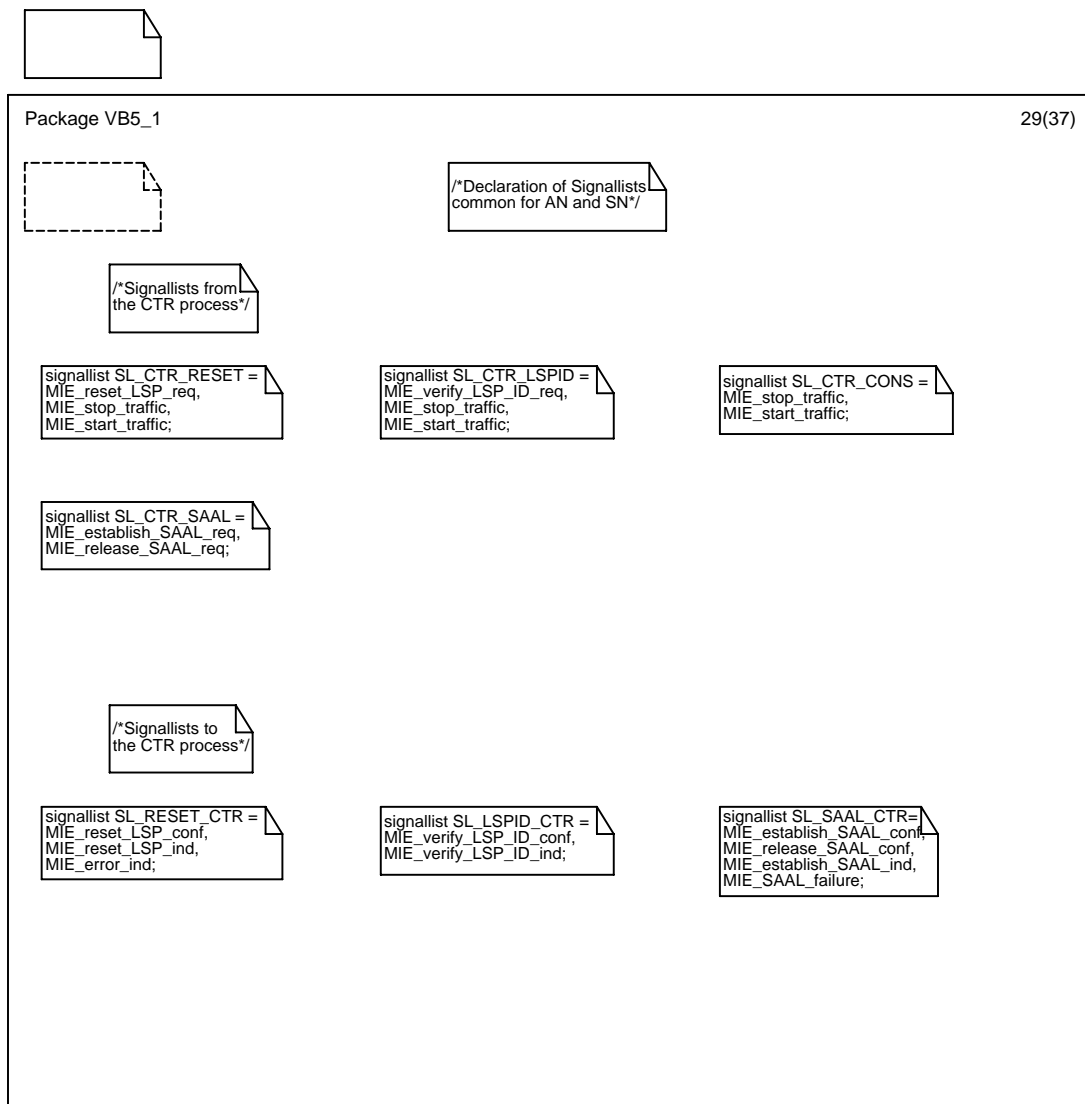 Package VB5_1
29(37)
/*Declaration of Signallists
common for AN and SN*/
/*Signallists from
the CTR process*/
signallist SL_CTR_RESET =
MIE_reset_LSP_req,
MIE_stop_traffic,
MIE_start_traffic;
signallist SL_CTR_LSPID =
MIE_verify_LSP_ID_req,
MIE_stop_traffic,
MIE_start_traffic;
signallist SL_CTR_CONS =
MIE_stop_traffic,
MIE_start_traffic;
signallist SL_CTR_SAAL =
MIE_establish_SAAL_req,
MIE_release_SAAL_req;
/*Signallists to
the CTR process*/
signallist SL_RESET_CTR =
MIE_reset_LSP_conf,
MIE_reset_LSP_ind,
MIE_error_ind;
signallist SL_LSPID_CTR =
MIE_verify_LSP_ID_conf,
MIE_verify_LSP_ID_ind;
signallist SL_SAAL_CTR=
MIE_establish_SAAL_conf,
MIE_release_SAAL_conf,
MIE_establish_SAAL_ind,
MIE_SAAL_failure;